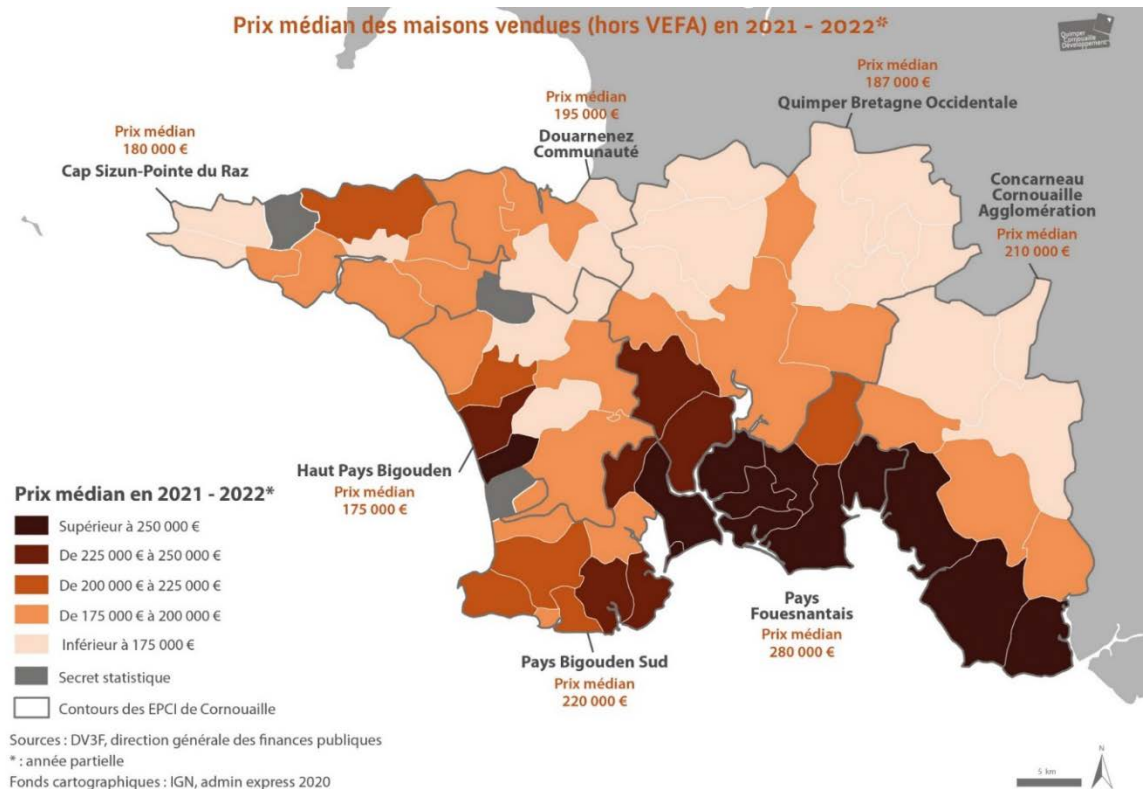 Prix médian des maisons vendues (hors VEFA) en 2021 - 2022*
Quimper
Cornouaille
Développement
Prix médian
187 000 €
Quimper Bretagne Occidentale
Prix médian
195 000 €
Douarnenez
Communauté
Prix médian
180 000 €
Cap Sizun-Pointe du Raz
Concarneau
Cornouaille
Agglomération
Prix médian
210 000 €
Haut Pays Bigouden
Prix médian
175 000 €
Pays
Fouesnantais
Prix médian
280 000 €
Pays Bigouden Sud
Prix médian
220 000 €
Prix médian en 2021 - 2022*
Supérieur à 250 000 €
De 225 000 € à 250 000 €
De 200 000 € à 225 000 €
De 175 000 € à 200 000 €
Inférieur à 175 000 €
Secret statistique
Contours des EPCI de Cornouaille
Sources : DV3F, direction générale des finances publiques
* : année partielle
Fonds cartographiques : IGN, admin express 2020
5 km
N